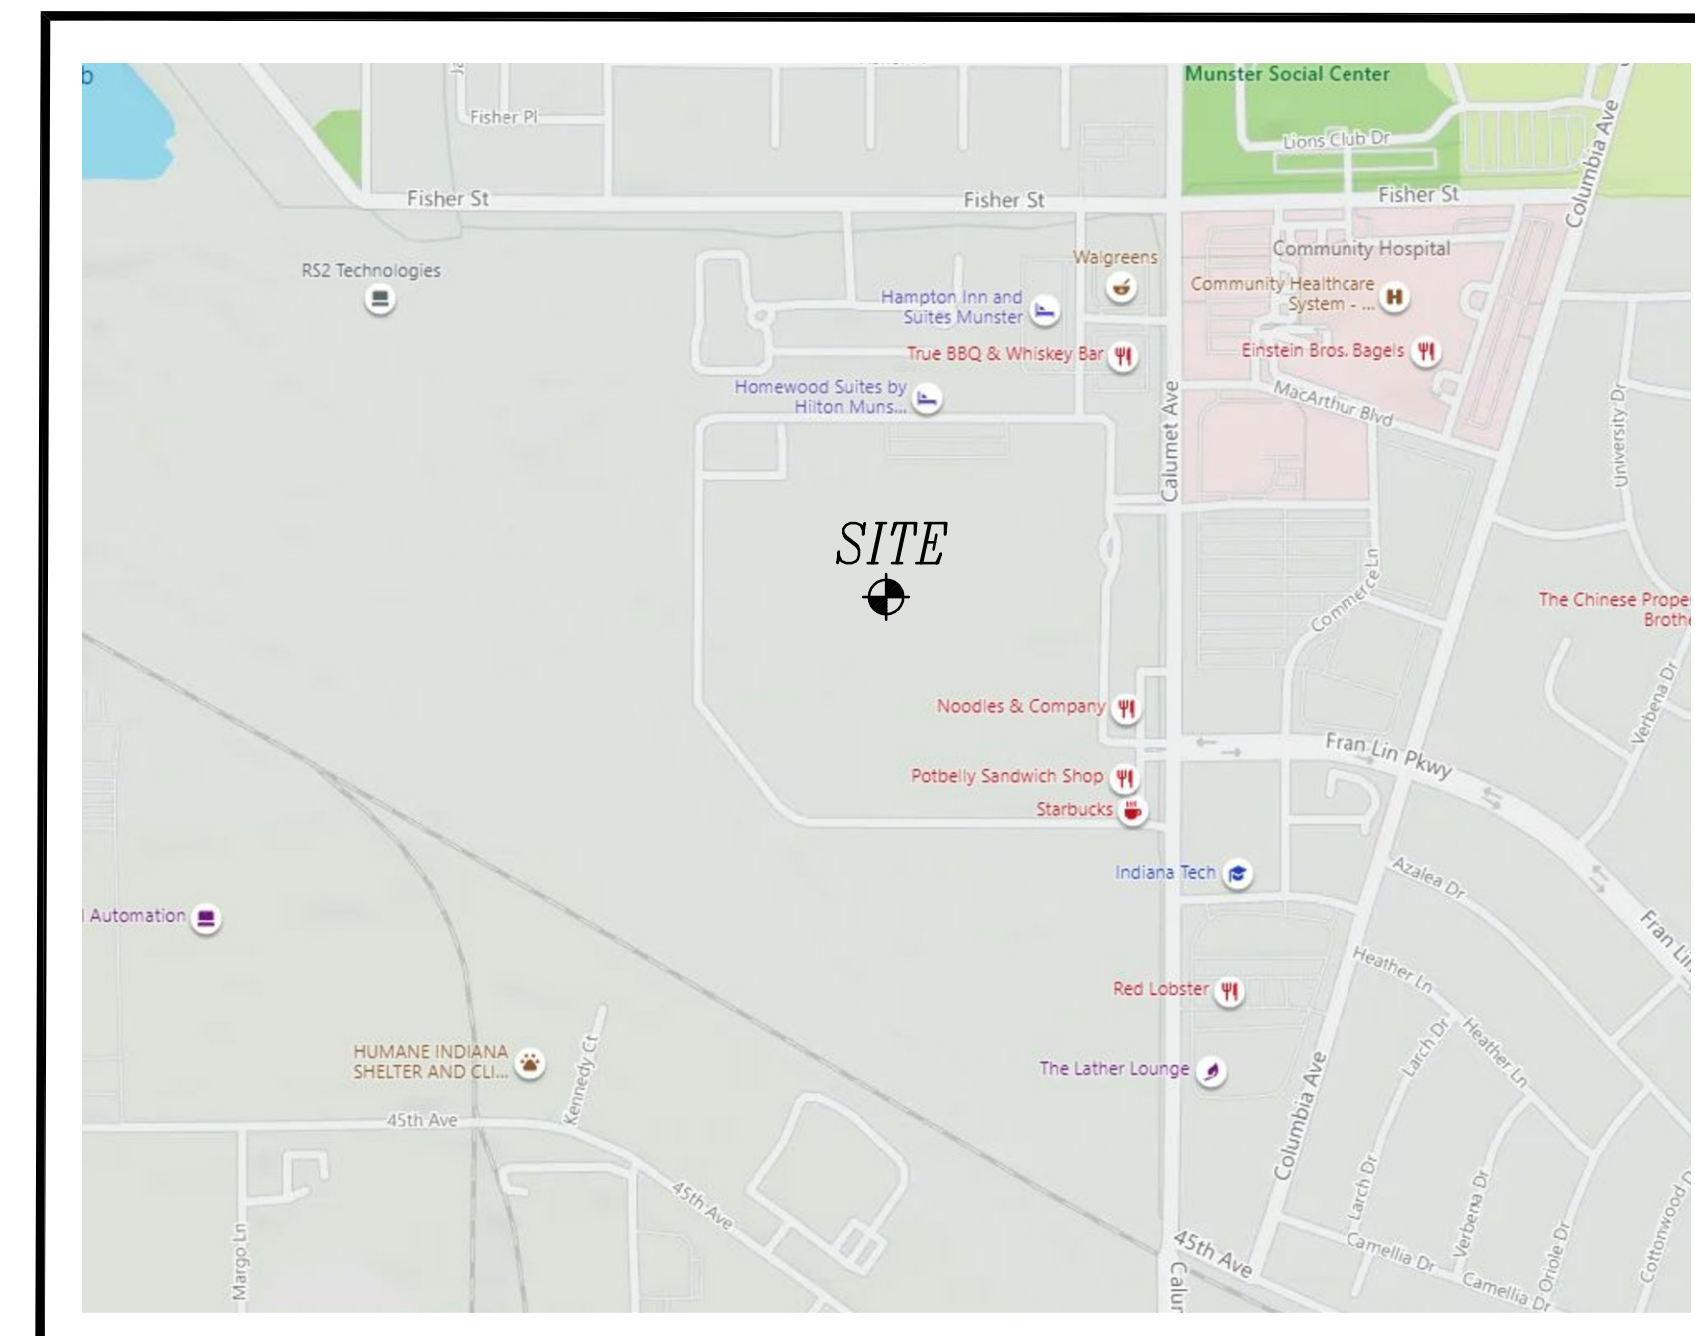 Munster Social Center
Columbia Ave
Fisher Pl
Lions Club Dr
Fisher St
Fisher St
Fisher St
Community Hospital
RS2 Technologies
Walgreens
Community Healthcare
System - ...
Hampton Inn and
Suites Munster
True BBQ & Whiskey Bar
Einstein Bros. Bagels
Homewood Suites by
Hilton Muns...
MacArthur Blvd
Calumet Ave
University Dr
SITE
Commerce Ln
The Chinese Prope
Broth
Verbena Dr
Noodles & Company
Fran Lin Pkwy
Potbelly Sandwich Shop
Starbucks
Indiana Tech
Azalea Dr
Automation
Fran Lin
Heather Ln
Red Lobster
Heather Ln
Larch Dr
HUMANE INDIANA
SHELTER AND CLI...
Kennedy Ct
The Lather Lounge
Columbia Ave
45th Ave
45th Ave
Larch Dr
Verbena Dr
Cottonwood D
Margo Ln
45th Ave
Camellia Dr
Oriole Dr
Camellia Dr
Calur